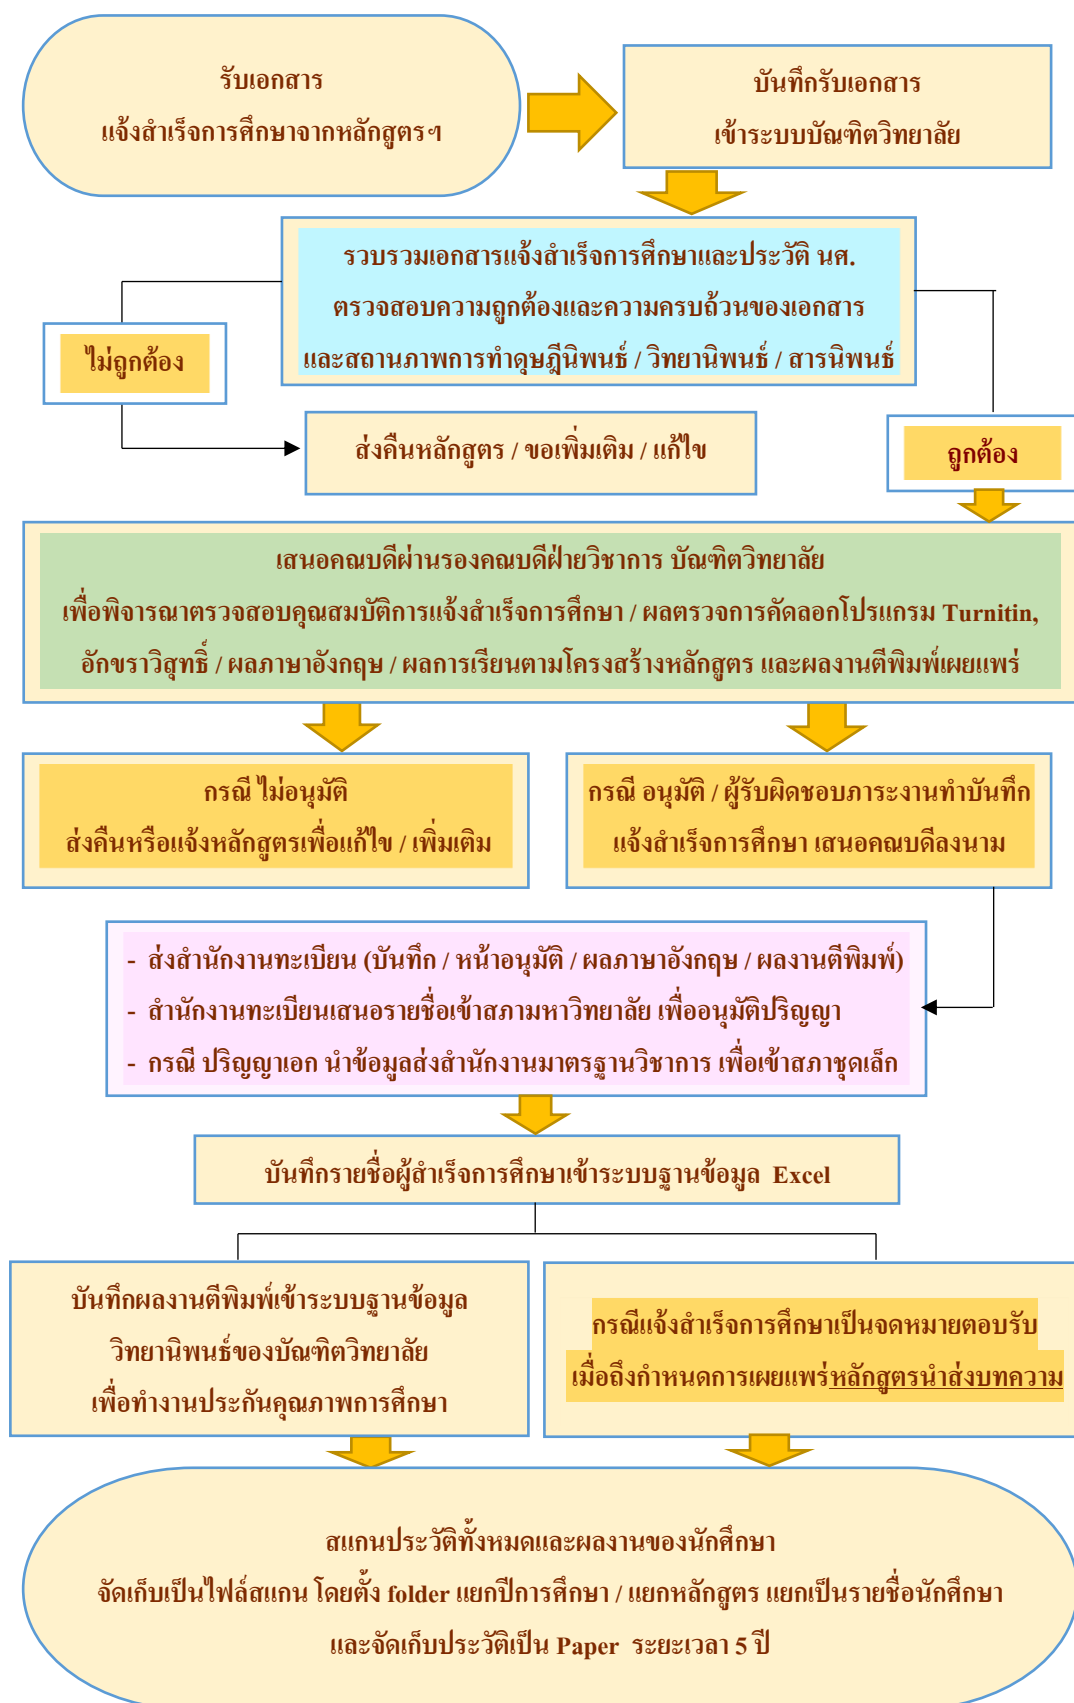 รับเอกสาร
แจ้งสำเร็จการศึกษาจากหลักสูตรฯ
บันทึกรับเอกสาร
เข้าระบบบัณฑิตวิทยาลัย
รวบรวมเอกสารแจ้งสำเร็จการศึกษาและประวัติ นศ.
ตรวจสอบความถูกต้องและความครบถ้วนของเอกสาร
และสถานภาพการทำดุษฎีนิพนธ์ / วิทยานิพนธ์ / สารนิพนธ์
ไม่ถูกต้อง
ส่งคืนหลักสูตร / ขอเพิ่มเติม / แก้ไข
ถูกต้อง
เสนอคณบดีผ่านรองคณบดีฝ่ายวิชาการ บัณฑิตวิทยาลัย
เพื่อพิจารณาตรวจสอบคุณสมบัติการแจ้งสำเร็จการศึกษา / ผลตรวจการคัดลอกโปรแกรม Turnitin,
อักขราวิสุทธิ์ / ผลภาษาอังกฤษ / ผลการเรียนตามโครงสร้างหลักสูตร และผลงานตีพิมพ์เผยแพร่
กรณี ไม่อนุมัติ
ส่งคืนหรือแจ้งหลักสูตรเพื่อแก้ไข / เพิ่มเติม
กรณี อนุมัติ / ผู้รับผิดชอบภาระงานทำบันทึก
แจ้งสำเร็จการศึกษา เสนอคณบดีลงนาม
- ส่งสำนักงานทะเบียน (บันทึก / หน้าอนุมัติ / ผลภาษาอังกฤษ / ผลงานตีพิมพ์)
- สำนักงานทะเบียนเสนอรายชื่อเข้าสภามหาวิทยาลัย เพื่ออนุมัติปริญญา
- กรณี ปริญญาเอก นำข้อมูลส่งสำนักงานมาตรฐานวิชาการ เพื่อเข้าสภาชุดเล็ก
บันทึกรายชื่อผู้สำเร็จการศึกษาเข้าระบบฐานข้อมูล Excel
บันทึกผลงานตีพิมพ์เข้าระบบฐานข้อมูล
วิทยานิพนธ์ของบัณฑิตวิทยาลัย
เพื่อทำงานประกันคุณภาพการศึกษา
กรณีแจ้งสำเร็จการศึกษาเป็นจดหมายตอบรับ
เมื่อถึงกำหนดการเผยแพร่หลักสูตรนำส่งบทความ
สแกนประวัติทั้งหมดและผลงานของนักศึกษา
จัดเก็บเป็นไฟล์สแกน โดยตั้ง folder แยกปีการศึกษา / แยกหลักสูตร แยกเป็นรายชื่อนักศึกษา
และจัดเก็บประวัติเป็น Paper ระยะเวลา 5 ปี